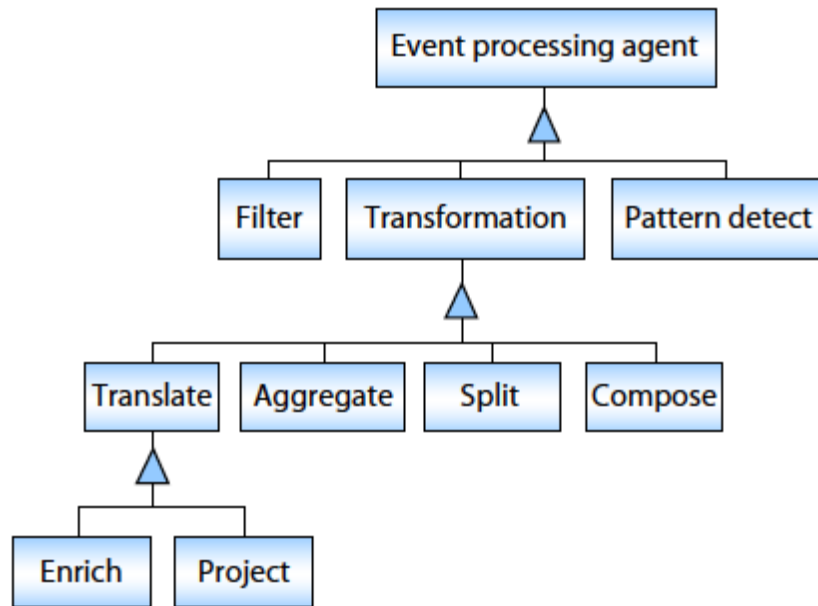 Event processing agent
Filter
Transformation
Pattern detect
Translate
Aggregate
Split
Compose
Enrich
Project